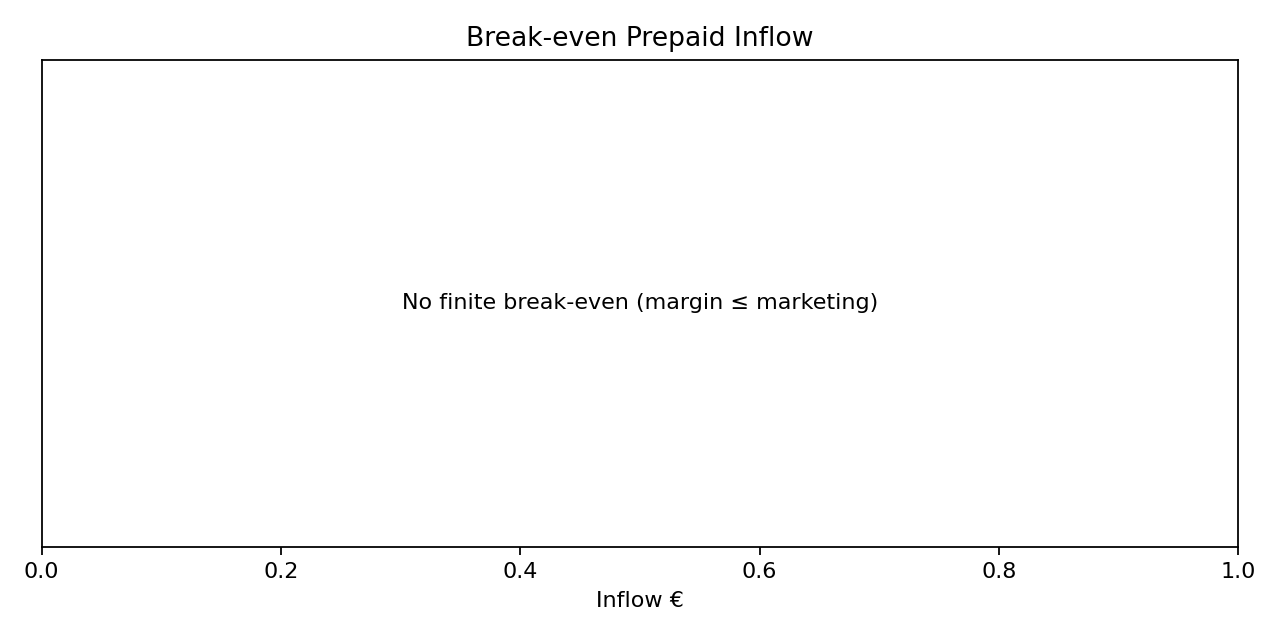 Break-even Prepaid Inflow
No finite break-even (margin ≤ marketing)
0.0 0.2 0.4 0.6 0.8 1.0
Inflow €